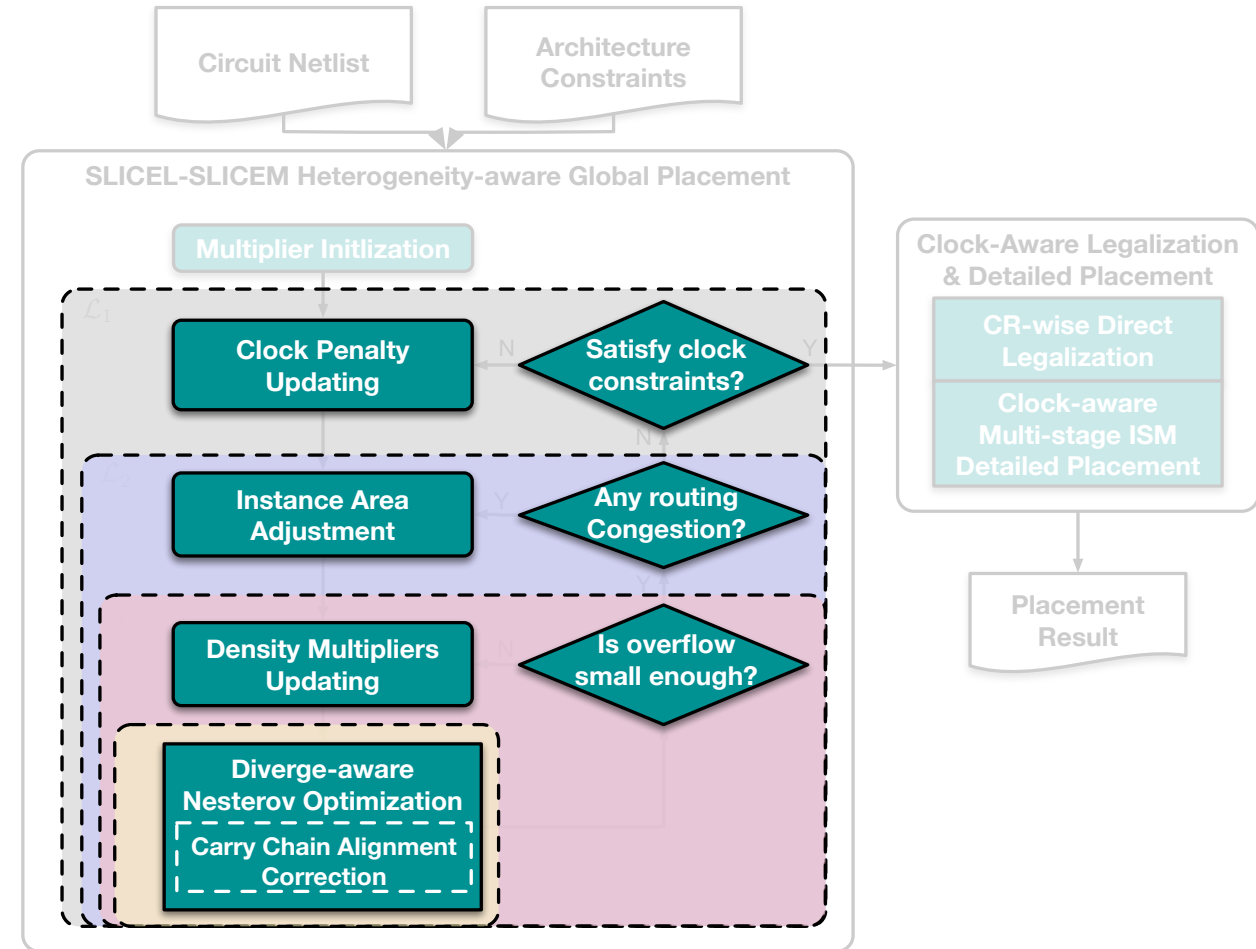 Circuit Netlist
Architecture
Constraints
SLICEL-SLICEM Heterogeneity-aware Global Placement
Multiplier Initlization
ℒ₁
Clock Penalty
Updating
N
Satisfy clock
constraints?
Y
Clock-Aware Legalization
& Detailed Placement
CR-wise Direct
Legalization
Clock-aware
Multi-stage ISM
Detailed Placement
N
Instance Area
Adjustment
Y
Any routing
Congestion?
Y
Density Multipliers
Updating
N
Is overflow
small enough?
Placement
Result
Diverge-aware
Nesterov Optimization
Carry Chain Alignment
Correction